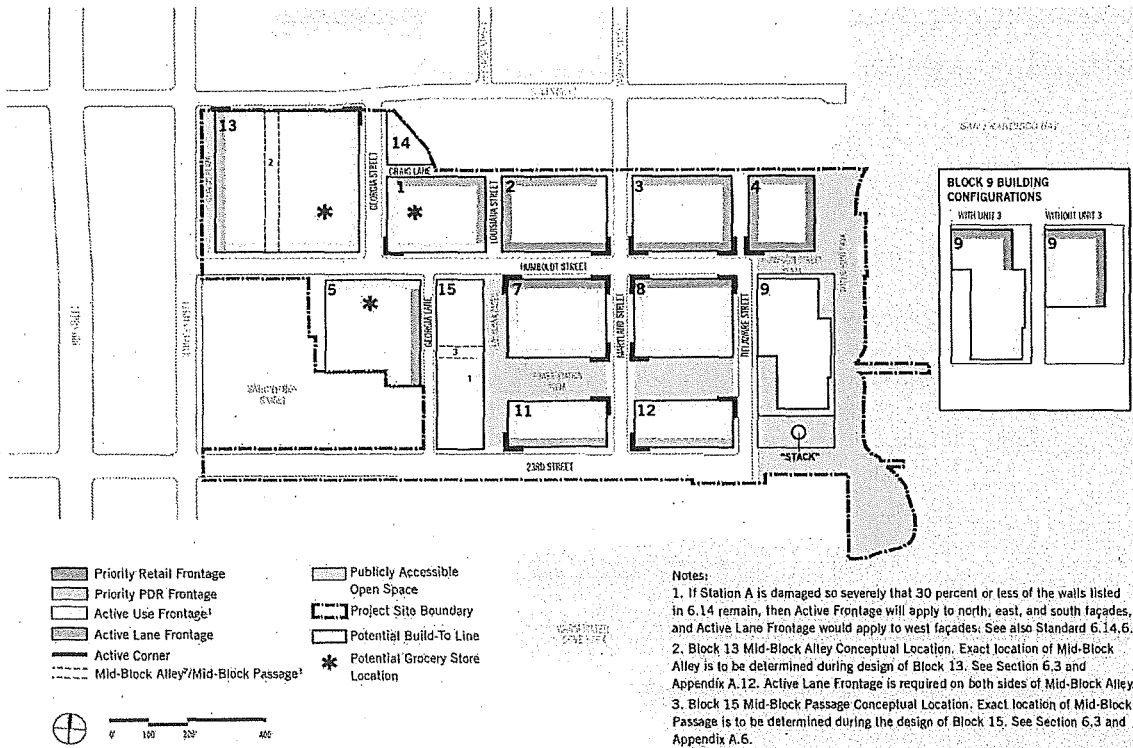 SAN FRANCISCO BAY
13
14
2
GEORGIA STREET
CRAIG LANE
1
2
3
4
LOUISIANA STREET
HUMBOLDT STREET
5
15
7
8
9
GEORGIA LANE
MARYLAND STREET
DELAWARE STREET
3
1
11
12
23RD STREET
"STACK"
BLOCK 9 BUILDING
CONFIGURATIONS
WITH UNIT 3
WITHOUT UNIT 3
9
9
Priority Retail Frontage
Priority PDR Frontage
Active Use Frontage¹
Active Lane Frontage
Active Corner
Mid-Block Alley²/Mid-Block Passage³
Publicly Accessible
Open Space
Project Site Boundary
Potential Build-To Line
Potential Grocery Store
Location
0' 100' 200' 400'
Notes:
1. If Station A is damaged so severely that 30 percent or less of the walls listed
in 6.14 remain, then Active Frontage will apply to north, east, and south façades,
and Active Lane Frontage would apply to west façades. See also Standard 6.14.6.
2. Block 13 Mid-Block Alley Conceptual Location. Exact location of Mid-Block
Alley is to be determined during design of Block 13. See Section 6.3 and
Appendix A.12. Active Lane Frontage is required on both sides of Mid-Block Alley.
3. Block 15 Mid-Block Passage Conceptual Location. Exact location of Mid-Block
Passage is to be determined during the design of Block 15. See Section 6.3 and
Appendix A.6.